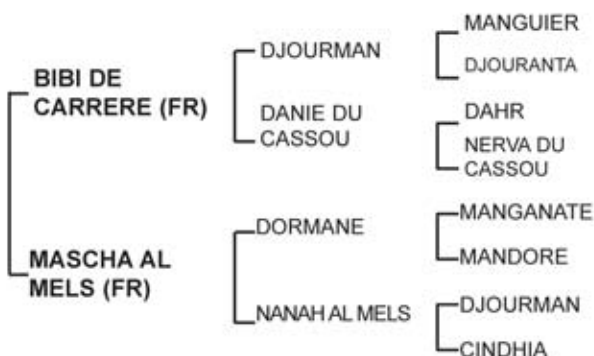 BIBI DE
CARRERE (FR)
MASCHA AL
MELS (FR)
DJOURMAN
DANIE DU
CASSOU
DORMANE
NANAH AL MELS
MANGUIER
DJOURANTA
DAHR
NERVA DU
CASSOU
MANGANATE
MANDORE
DJOURMAN
CINDHIA